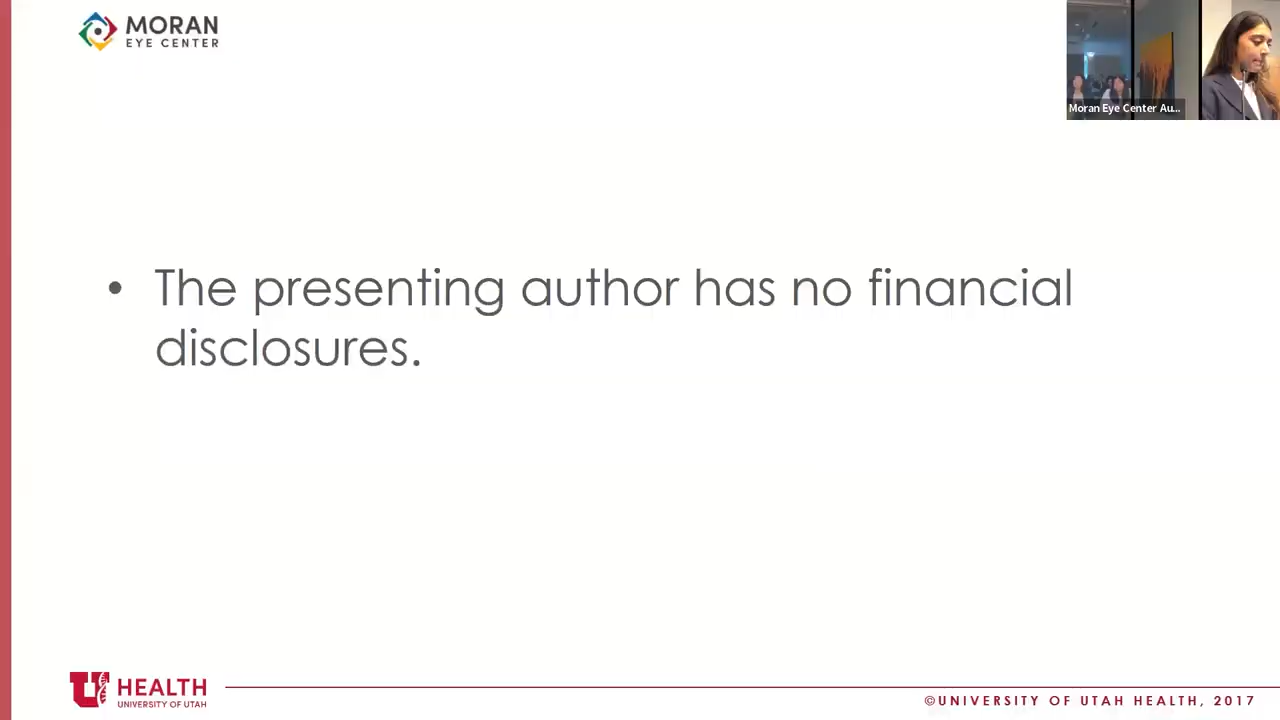 MORAN
EYE CENTER
Moran Eye Center Au...
• The presenting author has no financial
disclosures.
U HEALTH
UNIVERSITY OF UTAH
©UNIVERSITY OF UTAH HEALTH, 2017